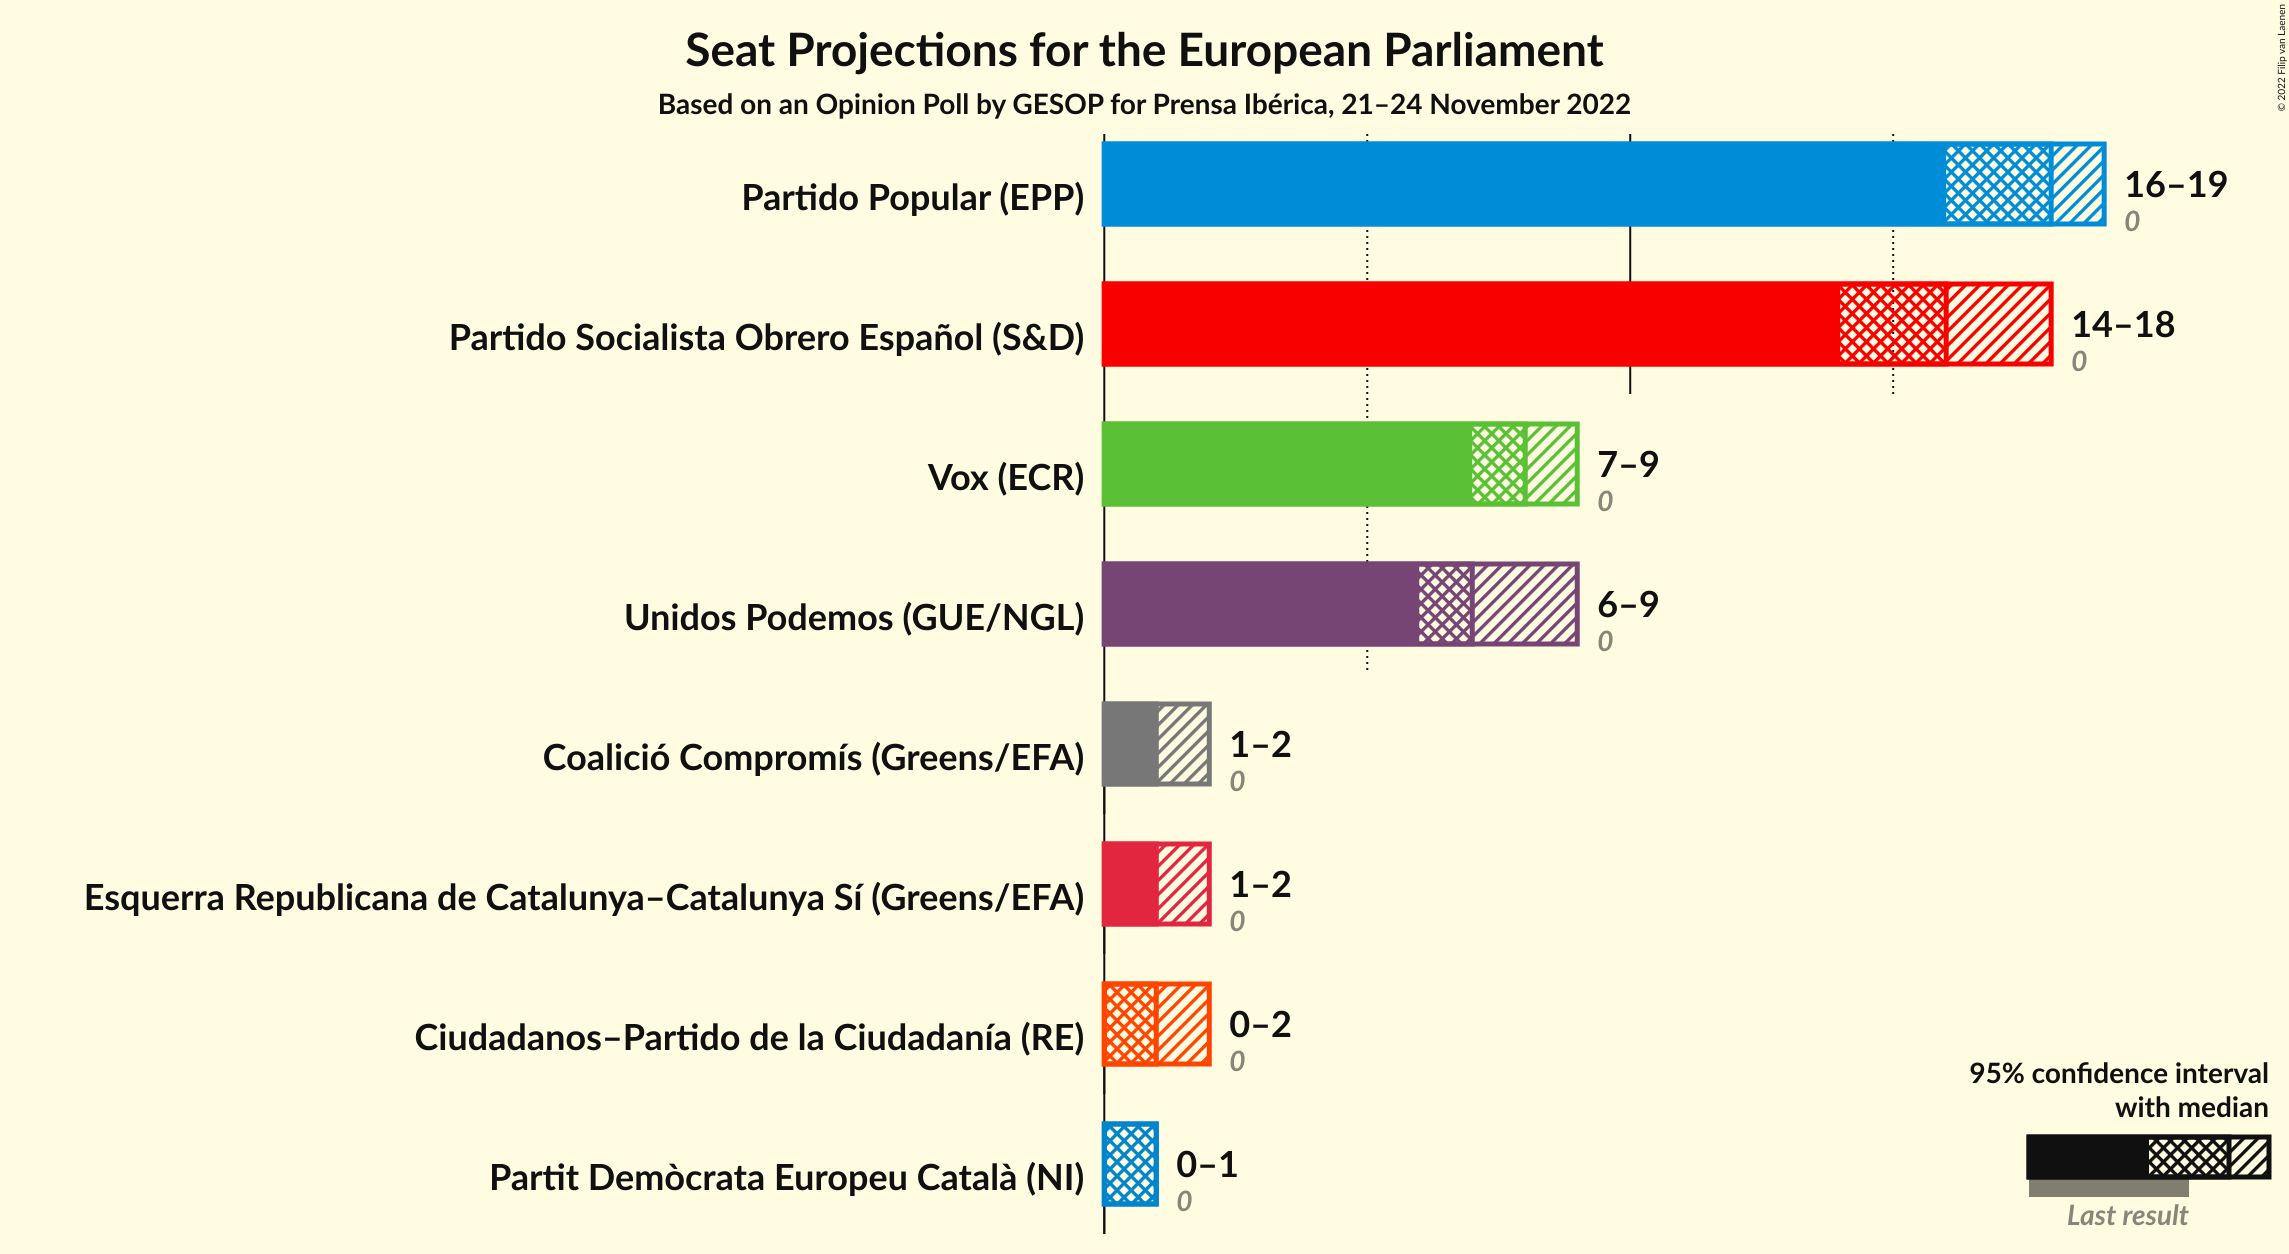 Seat Projections for the European Parliament
Based on an Opinion Poll by GESOP for Prensa Ibérica, 21–24 November 2022
© 2022 Filip van Laenen
Partido Popular (EPP)
16–19
0
Partido Socialista Obrero Español (S&D)
14–18
0
Vox (ECR)
7–9
0
Unidos Podemos (GUE/NGL)
6–9
0
Coalició Compromís (Greens/EFA)
1–2
0
Esquerra Republicana de Catalunya–Catalunya Sí (Greens/EFA)
1–2
0
Ciudadanos–Partido de la Ciudadanía (RE)
0–2
0
Partit Demòcrata Europeu Català (NI)
0–1
0
95% confidence interval
with median
Last result